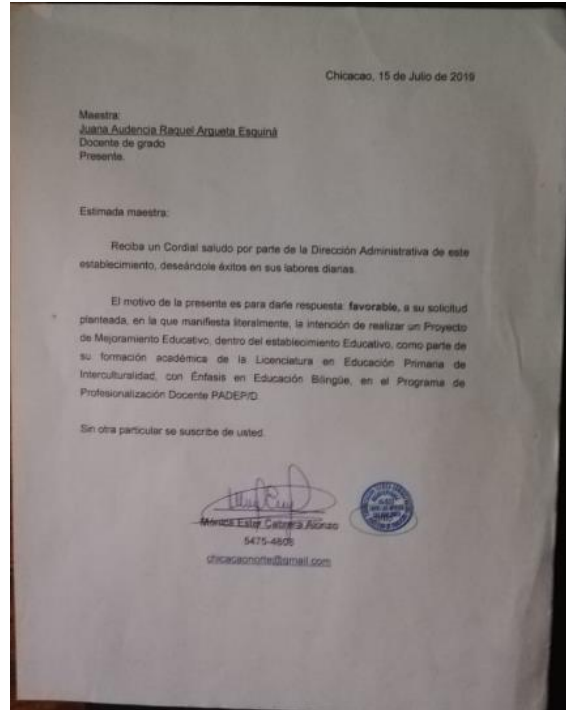 Chicacao, 15 de Julio de 2019
Maestra:
Juana Audencia Raquel Argueta Esquiná
Docente de grado
Presente.
Estimada maestra:
Reciba un Cordial saludo por parte de la Dirección Administrativa de este
establecimiento, deseándole éxitos en sus labores diarias.
El motivo de la presente es para darle respuesta: favorable, a su solicitud
planteada, en la que manifiesta literalmente, la intención de realizar un Proyecto
de Mejoramiento Educativo, dentro del establecimiento Educativo, como parte de
su formación académica de la Licenciatura en Educación Primaria de
Interculturalidad, con Énfasis en Educación Bilingüe, en el Programa de
Profesionalización Docente PADEP/D.
Sin otra particular se suscribe de usted.
Mónica Ester Cabrera Alonzo
5475-4808
chicacaonorte@gmail.com